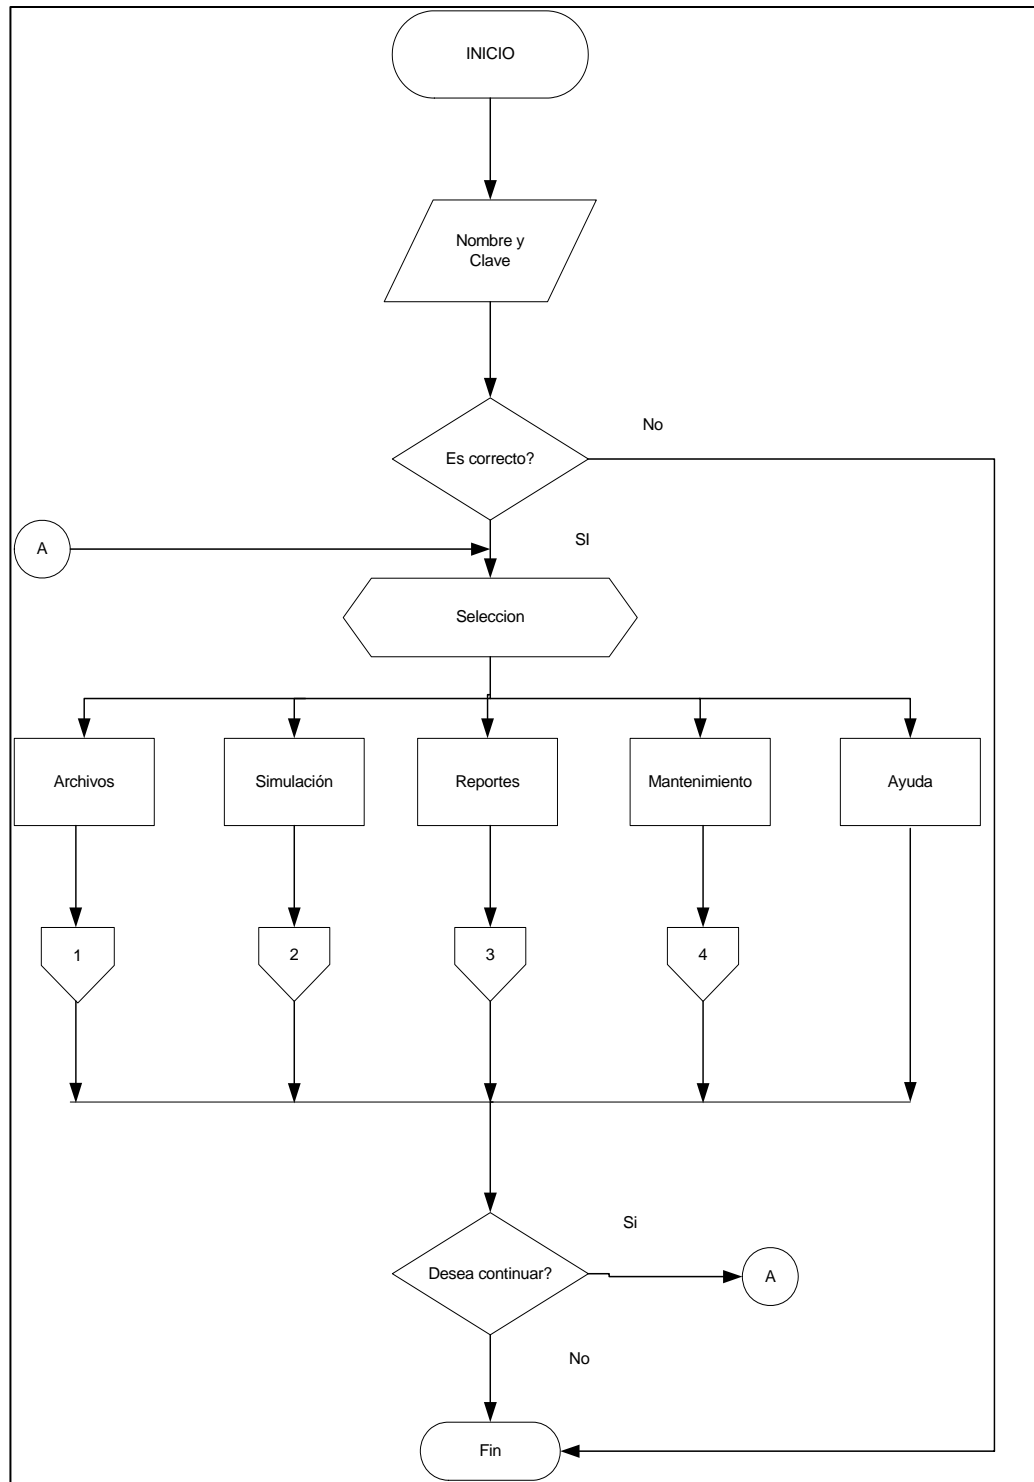 INICIO
Nombre y
Clave
No
Es correcto?
SI
A
Seleccion
Archivos
Simulación
Reportes
Mantenimiento
Ayuda
1
2
3
4
Si
Desea continuar?
A
No
Fin